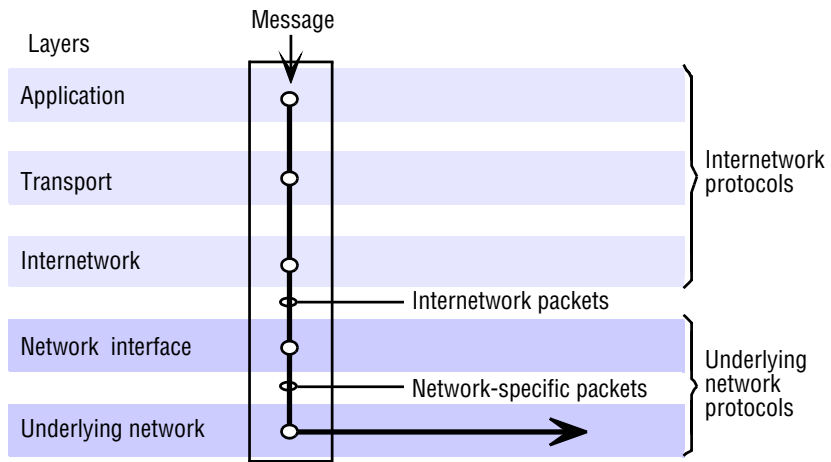 Message
Layers
Application
Transport
Internetwork
protocols
Internetwork
Internetwork packets
Network interface
Network-specific packets
Underlying
network
protocols
Underlying network